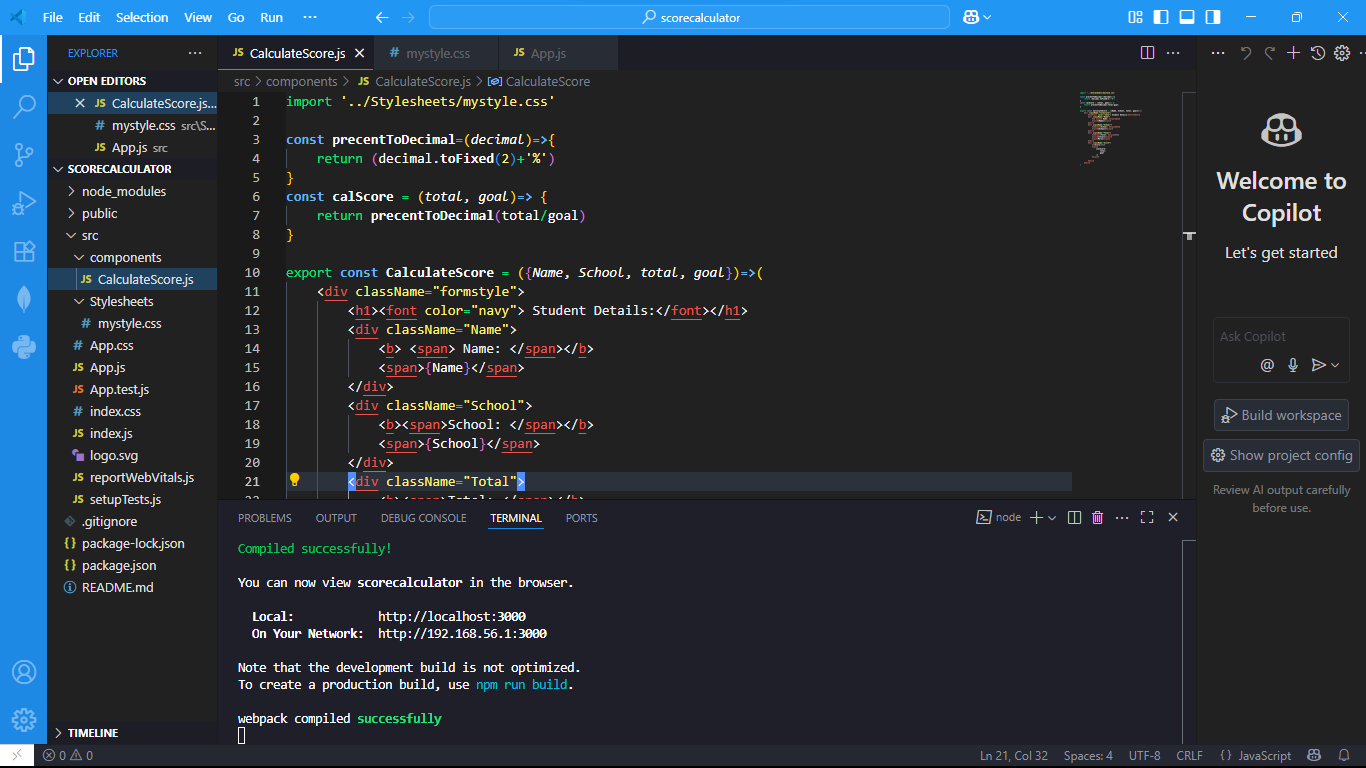 File Edit Selection View Go Run ···
scorecalculator
EXPLORER ···
OPEN EDITORS
CalculateScore.js...
mystyle.css src\S...
App.js src
SCORECALCULATOR
node_modules
public
src
components
CalculateScore.js
Stylesheets
mystyle.css
App.css
App.js
App.test.js
index.css
index.js
logo.svg
reportWebVitals.js
setupTests.js
.gitignore
package-lock.json
package.json
README.md
TIMELINE
CalculateScore.js mystyle.css App.js
src > components > JS CalculateScore.js > CalculateScore
1 import '../Stylesheets/mystyle.css'
2
3 const precentToDecimal=(decimal)=>{
4 return (decimal.toFixed(2)+'%')
5 }
6 const calScore = (total, goal)=> {
7 return precentToDecimal(total/goal)
8 }
9
10 export const CalculateScore = ({Name, School, total, goal})=>(
11 <div className="formstyle">
12 <h1><font color="navy"> Student Details:</font></h1>
13 <div className="Name">
14 <b> <span> Name: </span></b>
15 <span>{Name}</span>
16 </div>
17 <div className="School">
18 <b><span>School: </span></b>
19 <span>{School}</span>
20 </div>
21 <div className="Total">
PROBLEMS OUTPUT DEBUG CONSOLE TERMINAL PORTS
node
Compiled successfully!
You can now view scorecalculator in the browser.
Local: http://localhost:3000
On Your Network: http://192.168.56.1:3000
Note that the development build is not optimized.
To create a production build, use npm run build.
webpack compiled successfully
Welcome to
Copilot
Let's get started
Ask Copilot
Build workspace
Show project config
Review AI output carefully
before use.
0 0
Ln 21, Col 32 Spaces: 4 UTF-8 CRLF { } JavaScript